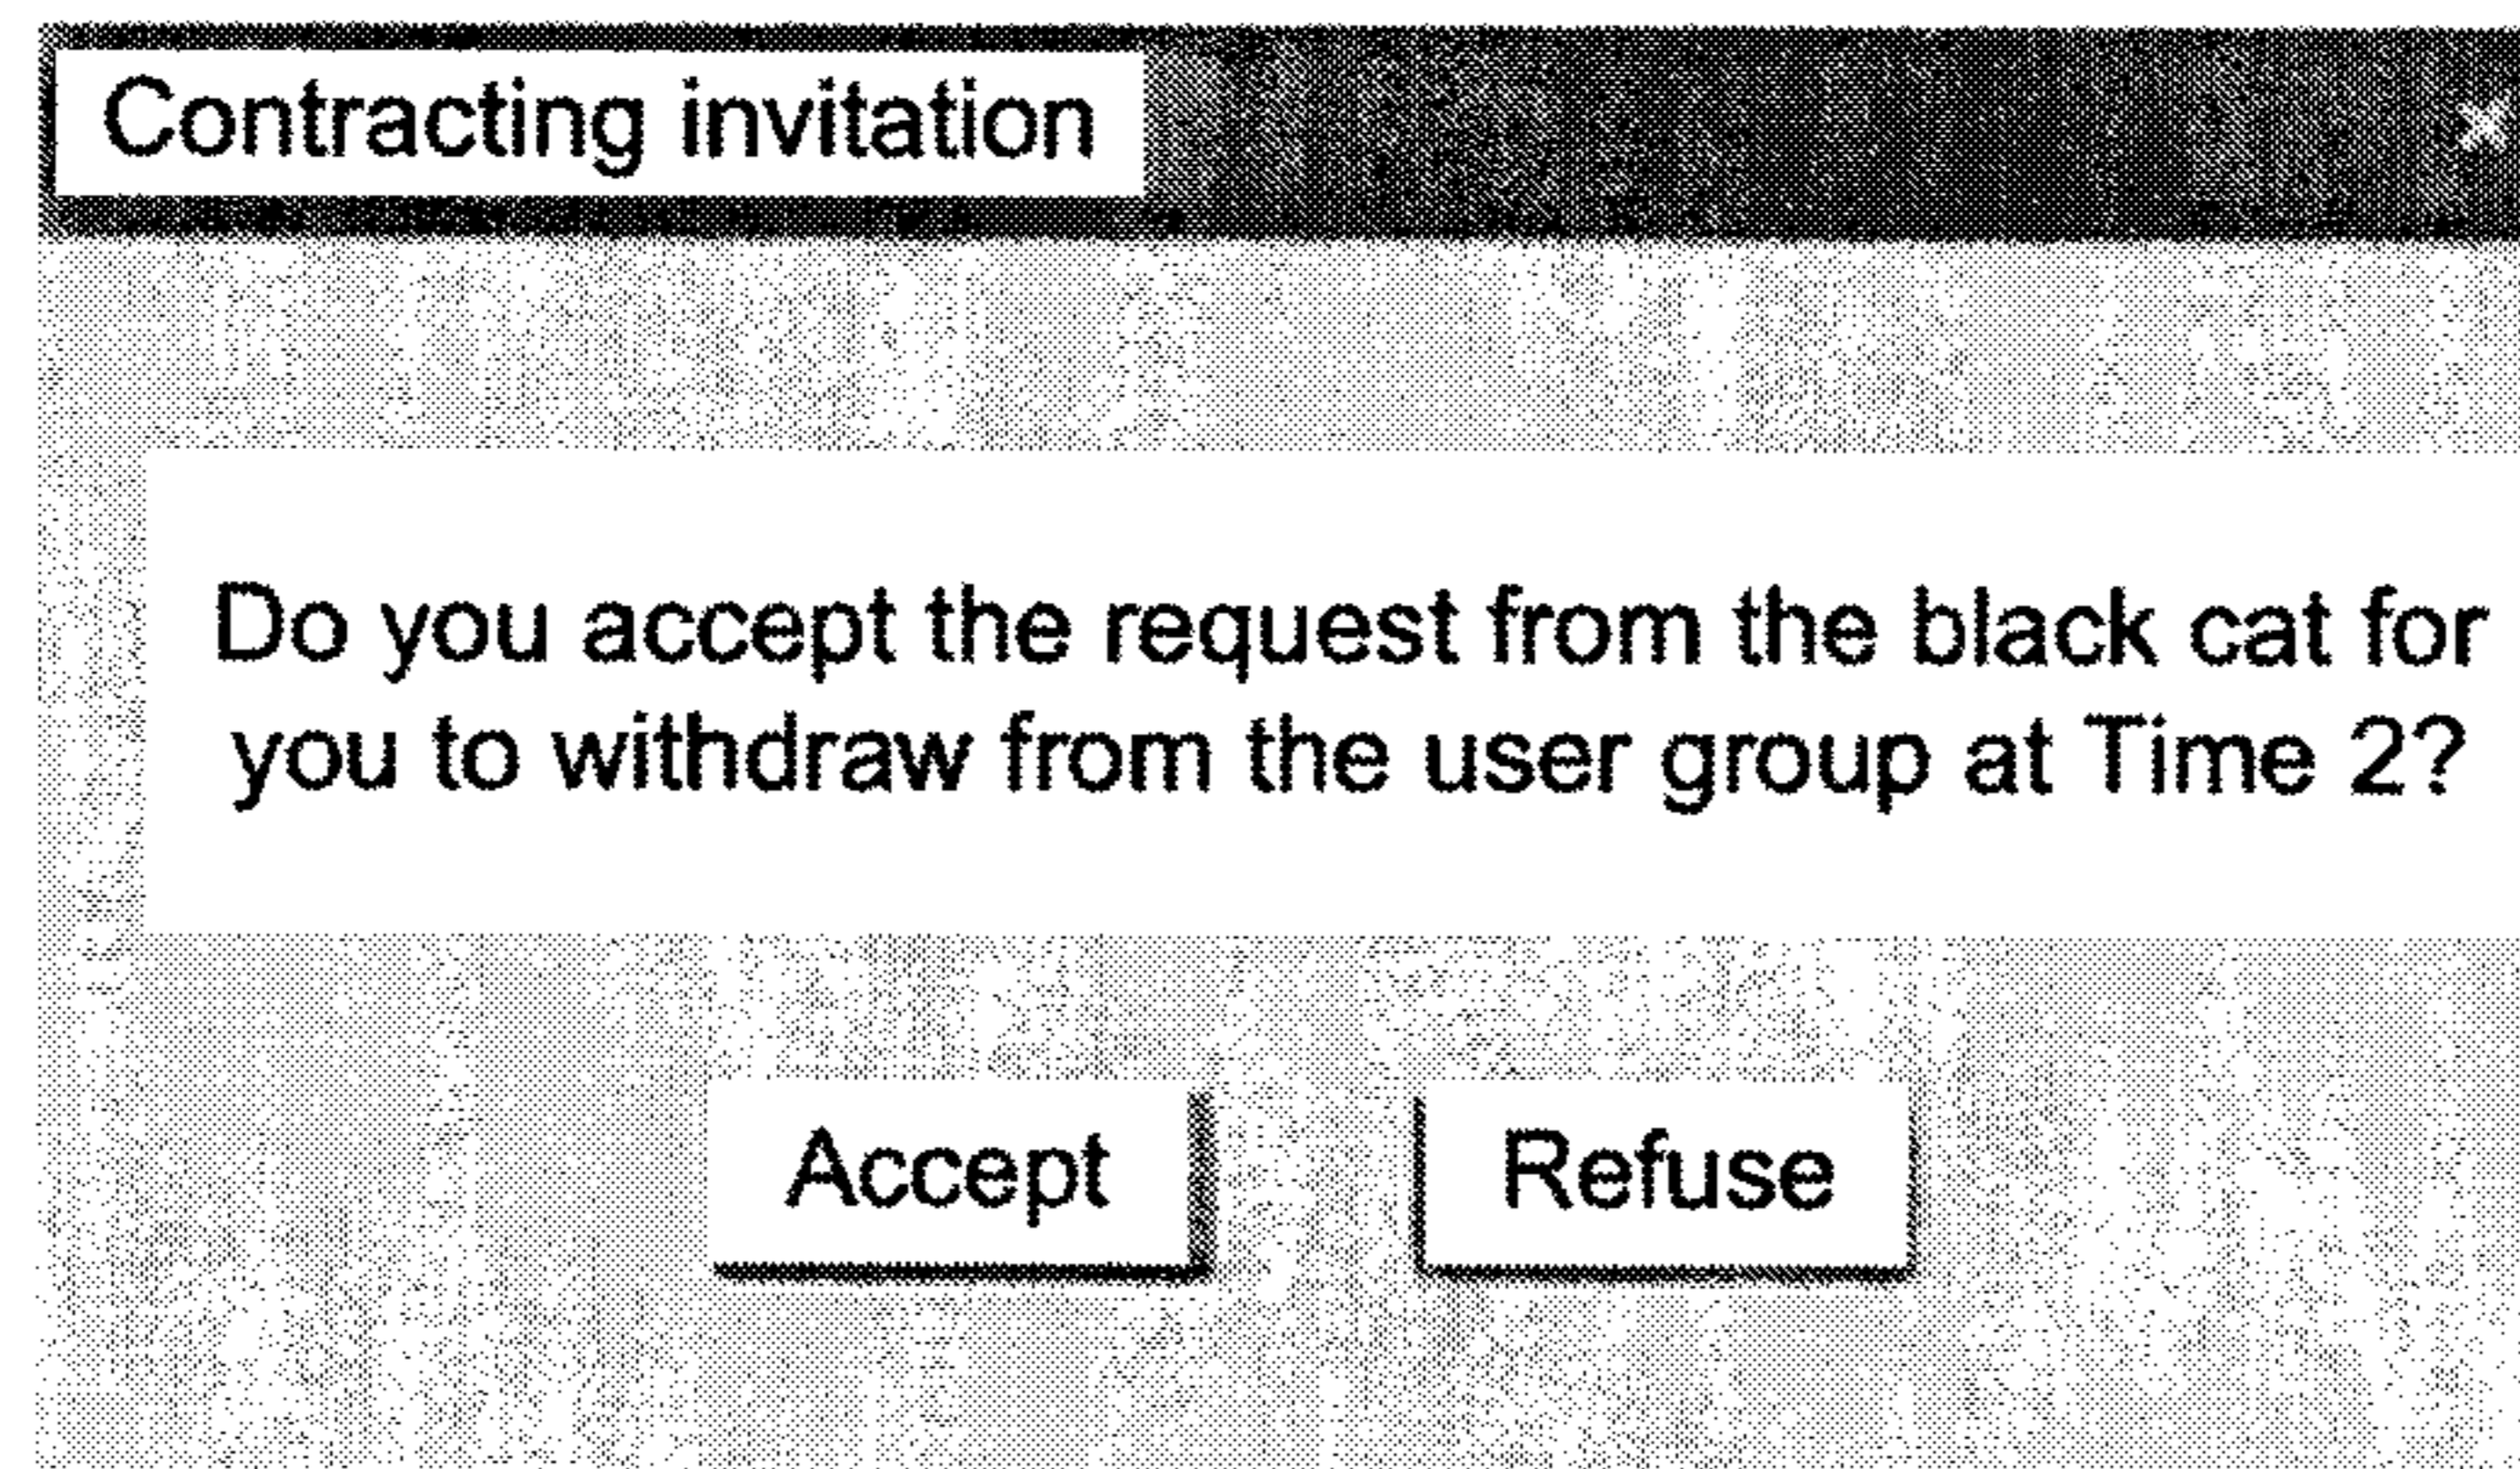 Contracting invitation
Do you accept the request from the black cat for
you to withdraw from the user group at Time 2?
Accept
Refuse